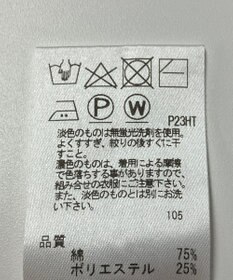 P W
P23HT
淡色のものは無蛍光洗剤を使用。
よくすすぎ、絞りの後すぐに干
すこと。
濃色のものは、着用による摩擦
で色落ちする事がありますので、
組み合せの衣服にご注意下さい。
また、淡色のものとは別にお洗
い下さい。
105
品質
綿 75%
ポリエステル 25%